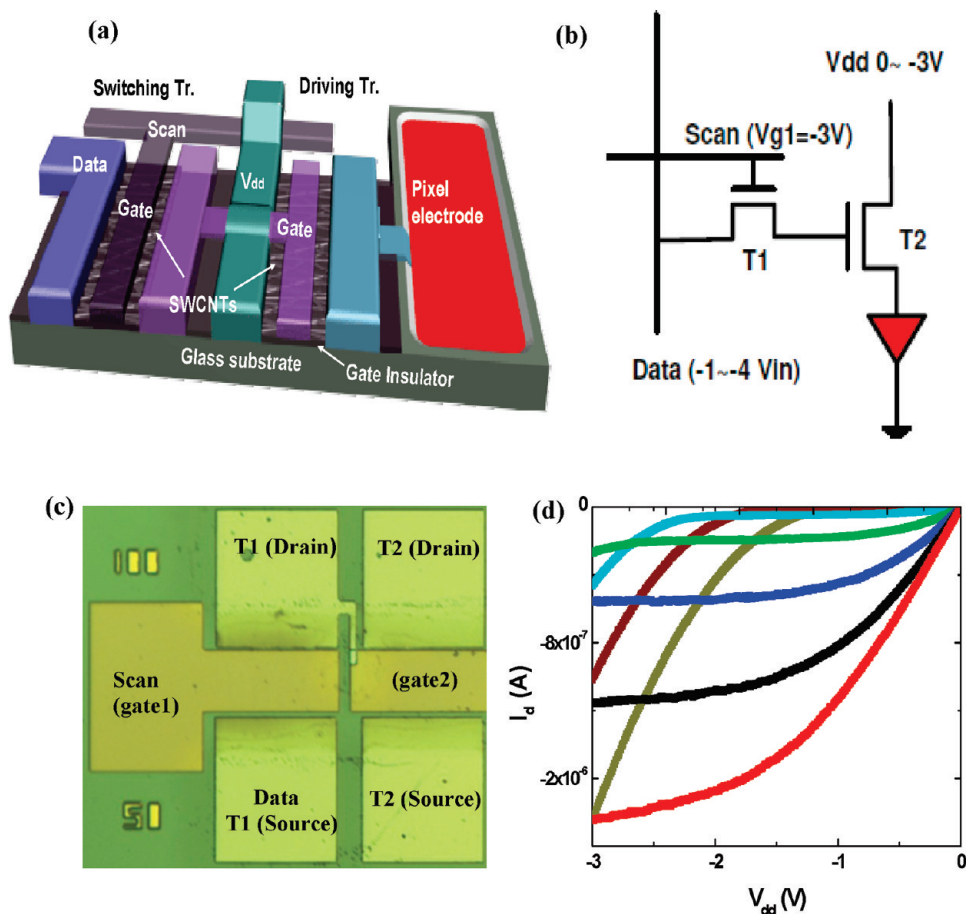 (a)
Switching Tr.
Driving Tr.
Scan
Data
Vdd
Gate
Gate
Pixel
electrode
SWCNTs
Glass substrate
Gate Insulator
(b)
Vdd 0~ -3V
Scan (Vg1=-3V)
T1
T2
Data (-1~-4 Vin)
(c)
T1 (Drain)
T2 (Drain)
Scan
(gate1)
(gate2)
Data
T1 (Source)
T2 (Source)
(d)
0
-8x10-7
-2x10-6
Id (A)
-3
-2
-1
0
Vdd (V)